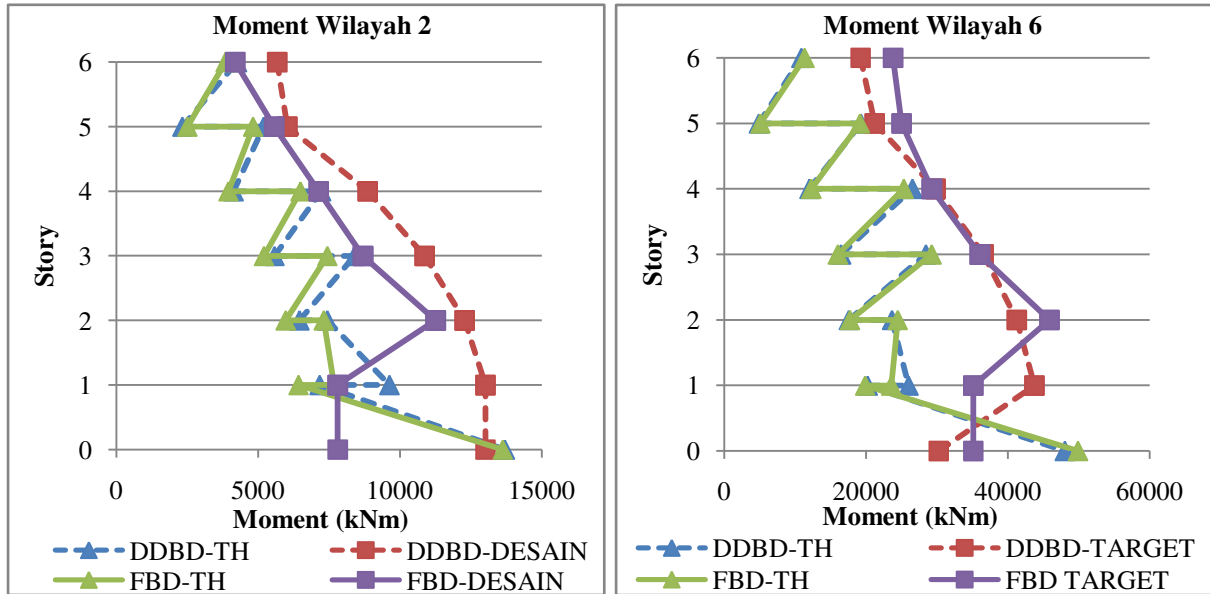 Moment Wilayah 2
6
5
4
3
2
1
0
Story
0 5000 10000 15000
Moment (kNm)
DDBD-TH DDBD-DESAIN
FBD-TH FBD-DESAIN
Moment Wilayah 6
6
5
4
3
2
1
0
Story
0 20000 40000 60000
Moment (kNm)
DDBD-TH DDBD-TARGET
FBD-TH FBD TARGET